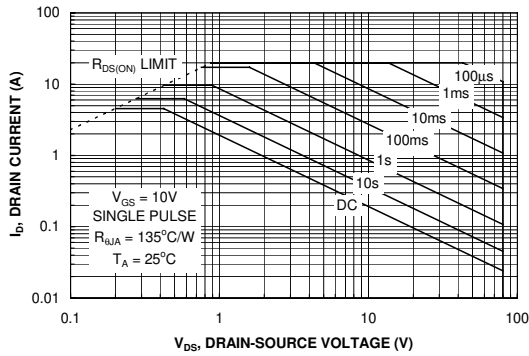 100
10
1
0.1
0.01
I_D, DRAIN CURRENT (A)
R_DS(ON) LIMIT
100μs
1ms
10ms
100ms
1s
10s
DC
V_GS = 10V
SINGLE PULSE
R_θJA = 135°C/W
T_A = 25°C
0.1
1
10
100
V_DS, DRAIN-SOURCE VOLTAGE (V)